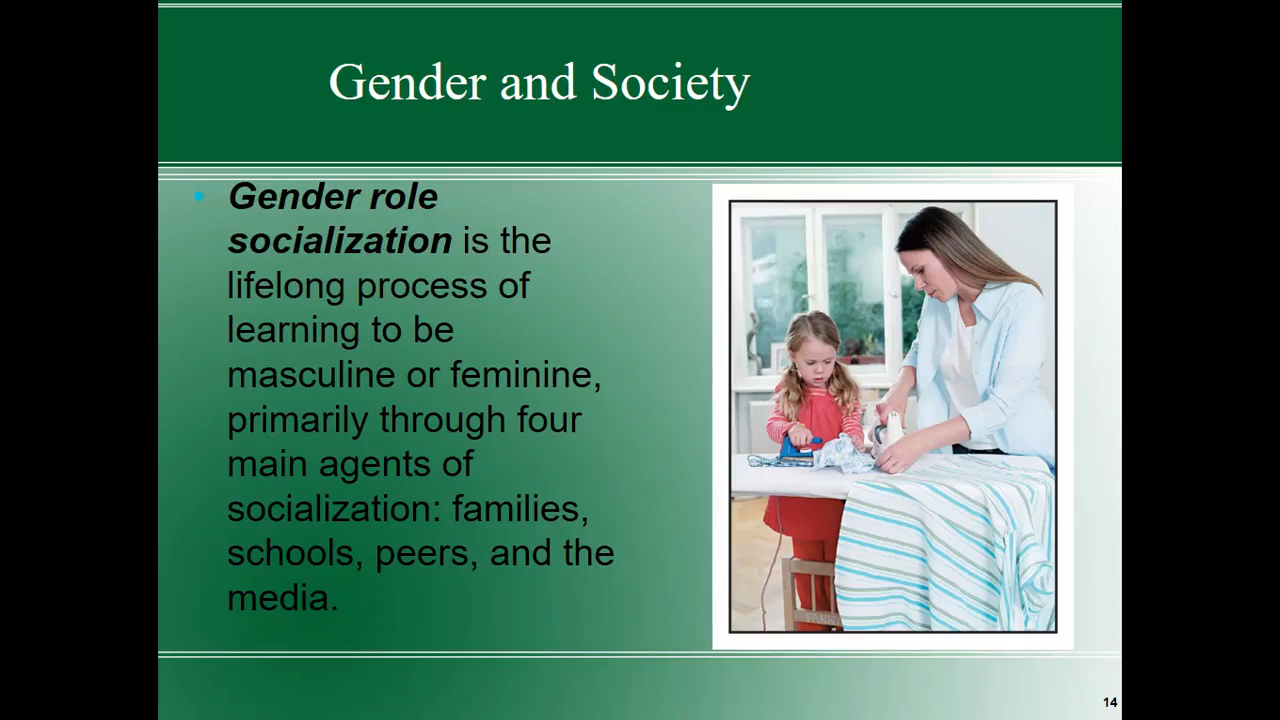 Gender and Society
• Gender role
socialization is the
lifelong process of
learning to be
masculine or feminine,
primarily through four
main agents of
socialization: families,
schools, peers, and the
media.
14